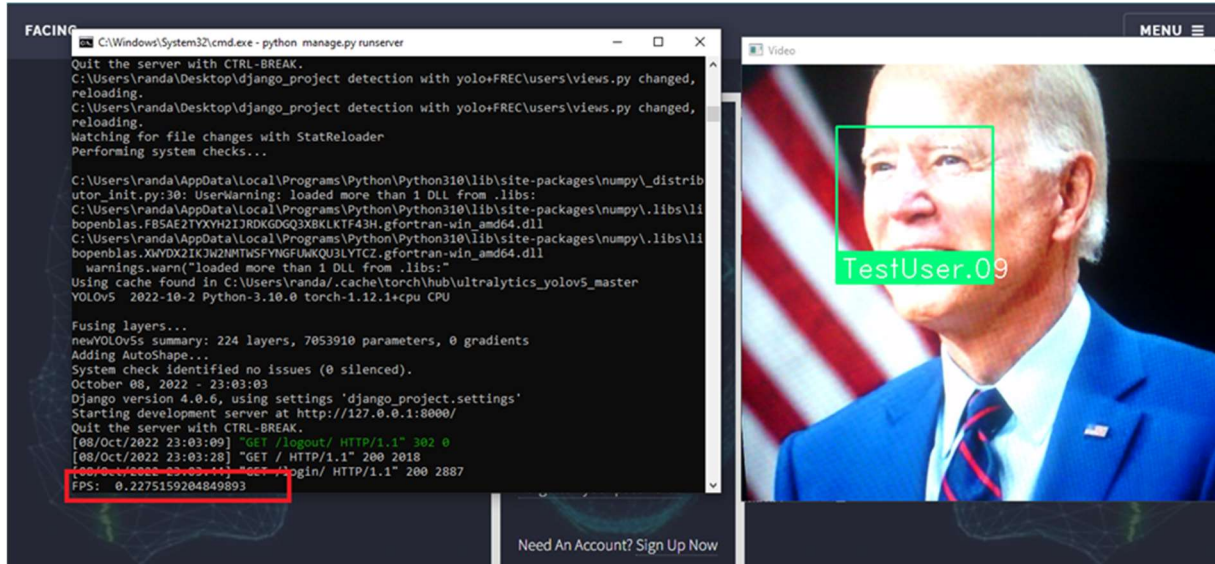 FACING
MENU
C:\Windows\System32\cmd.exe - python manage.py runserver
Quit the server with CTRL-BREAK.
C:\Users\randa\Desktop\django_project detection with yolo+FREC\users\views.py changed,
reloading.
C:\Users\randa\Desktop\django_project detection with yolo+FREC\users\views.py changed,
reloading.
Watching for file changes with StatReloader
Performing system checks...
C:\Users\randa\AppData\Local\Programs\Python\Python310\lib\site-packages\numpy\_distrib
utor_init.py:30: UserWarning: loaded more than 1 DLL from .libs:
C:\Users\randa\AppData\Local\Programs\Python\Python310\lib\site-packages\numpy\.libs\li
bopenblas.FB5AE2TYXYH2IJRDKGDGQ3XBKLKTF43H.gfortran-win_amd64.dll
C:\Users\randa\AppData\Local\Programs\Python\Python310\lib\site-packages\numpy\.libs\li
bopenblas.XWYDX2IKJW2NMTWSFYNGFUWKQU3LYTCZ.gfortran-win_amd64.dll
warnings.warn("loaded more than 1 DLL from .libs:"
Using cache found in C:\Users\randa/.cache\torch\hub\ultralytics_yolov5_master
YOLOv5 2022-10-2 Python-3.10.0 torch-1.12.1+cpu CPU
Fusing layers...
newYOLOv5s summary: 224 layers, 7053910 parameters, 0 gradients
Adding AutoShape...
System check identified no issues (0 silenced).
October 08, 2022 - 23:03:03
Django version 4.0.6, using settings 'django_project.settings'
Starting development server at http://127.0.0.1:8000/
Quit the server with CTRL-BREAK.
[08/Oct/2022 23:03:09] "GET /logout/ HTTP/1.1" 302 0
[08/Oct/2022 23:03:28] "GET / HTTP/1.1" 200 2018
[08/Oct/2022 23:03:44] "GET /login/ HTTP/1.1" 200 2887
FPS: 0.2275159204849893
Video
TestUser.09
Need An Account? Sign Up Now